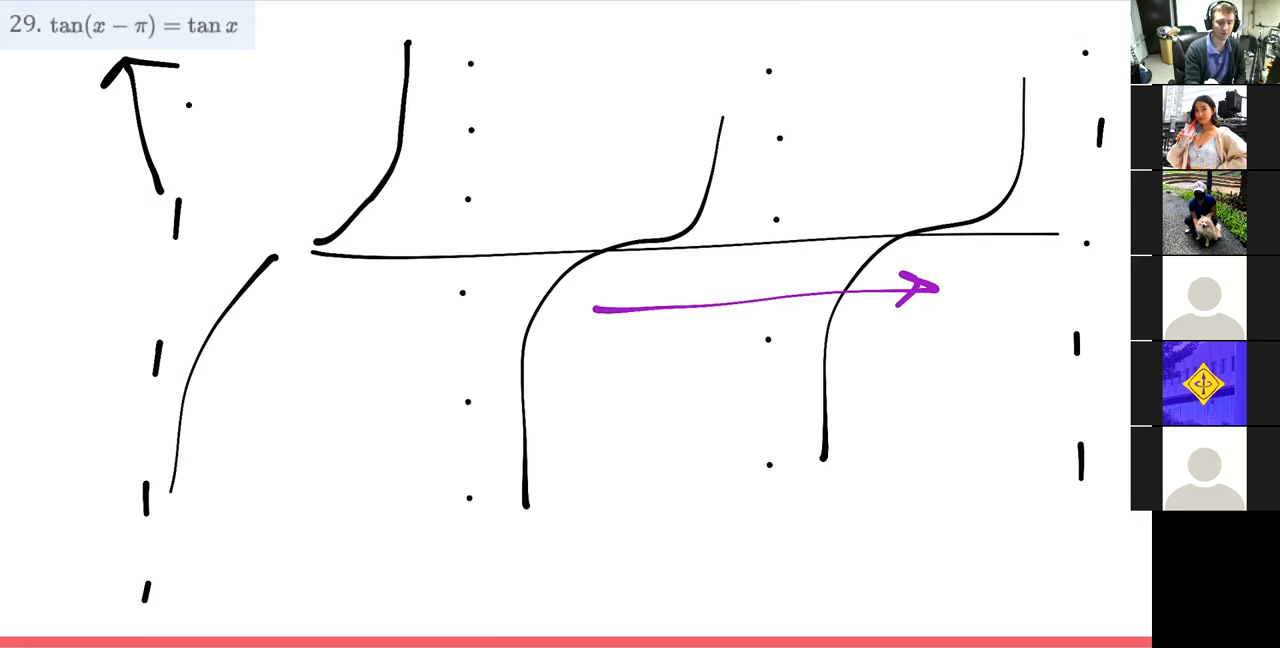 29. tan(x − π) = tan x